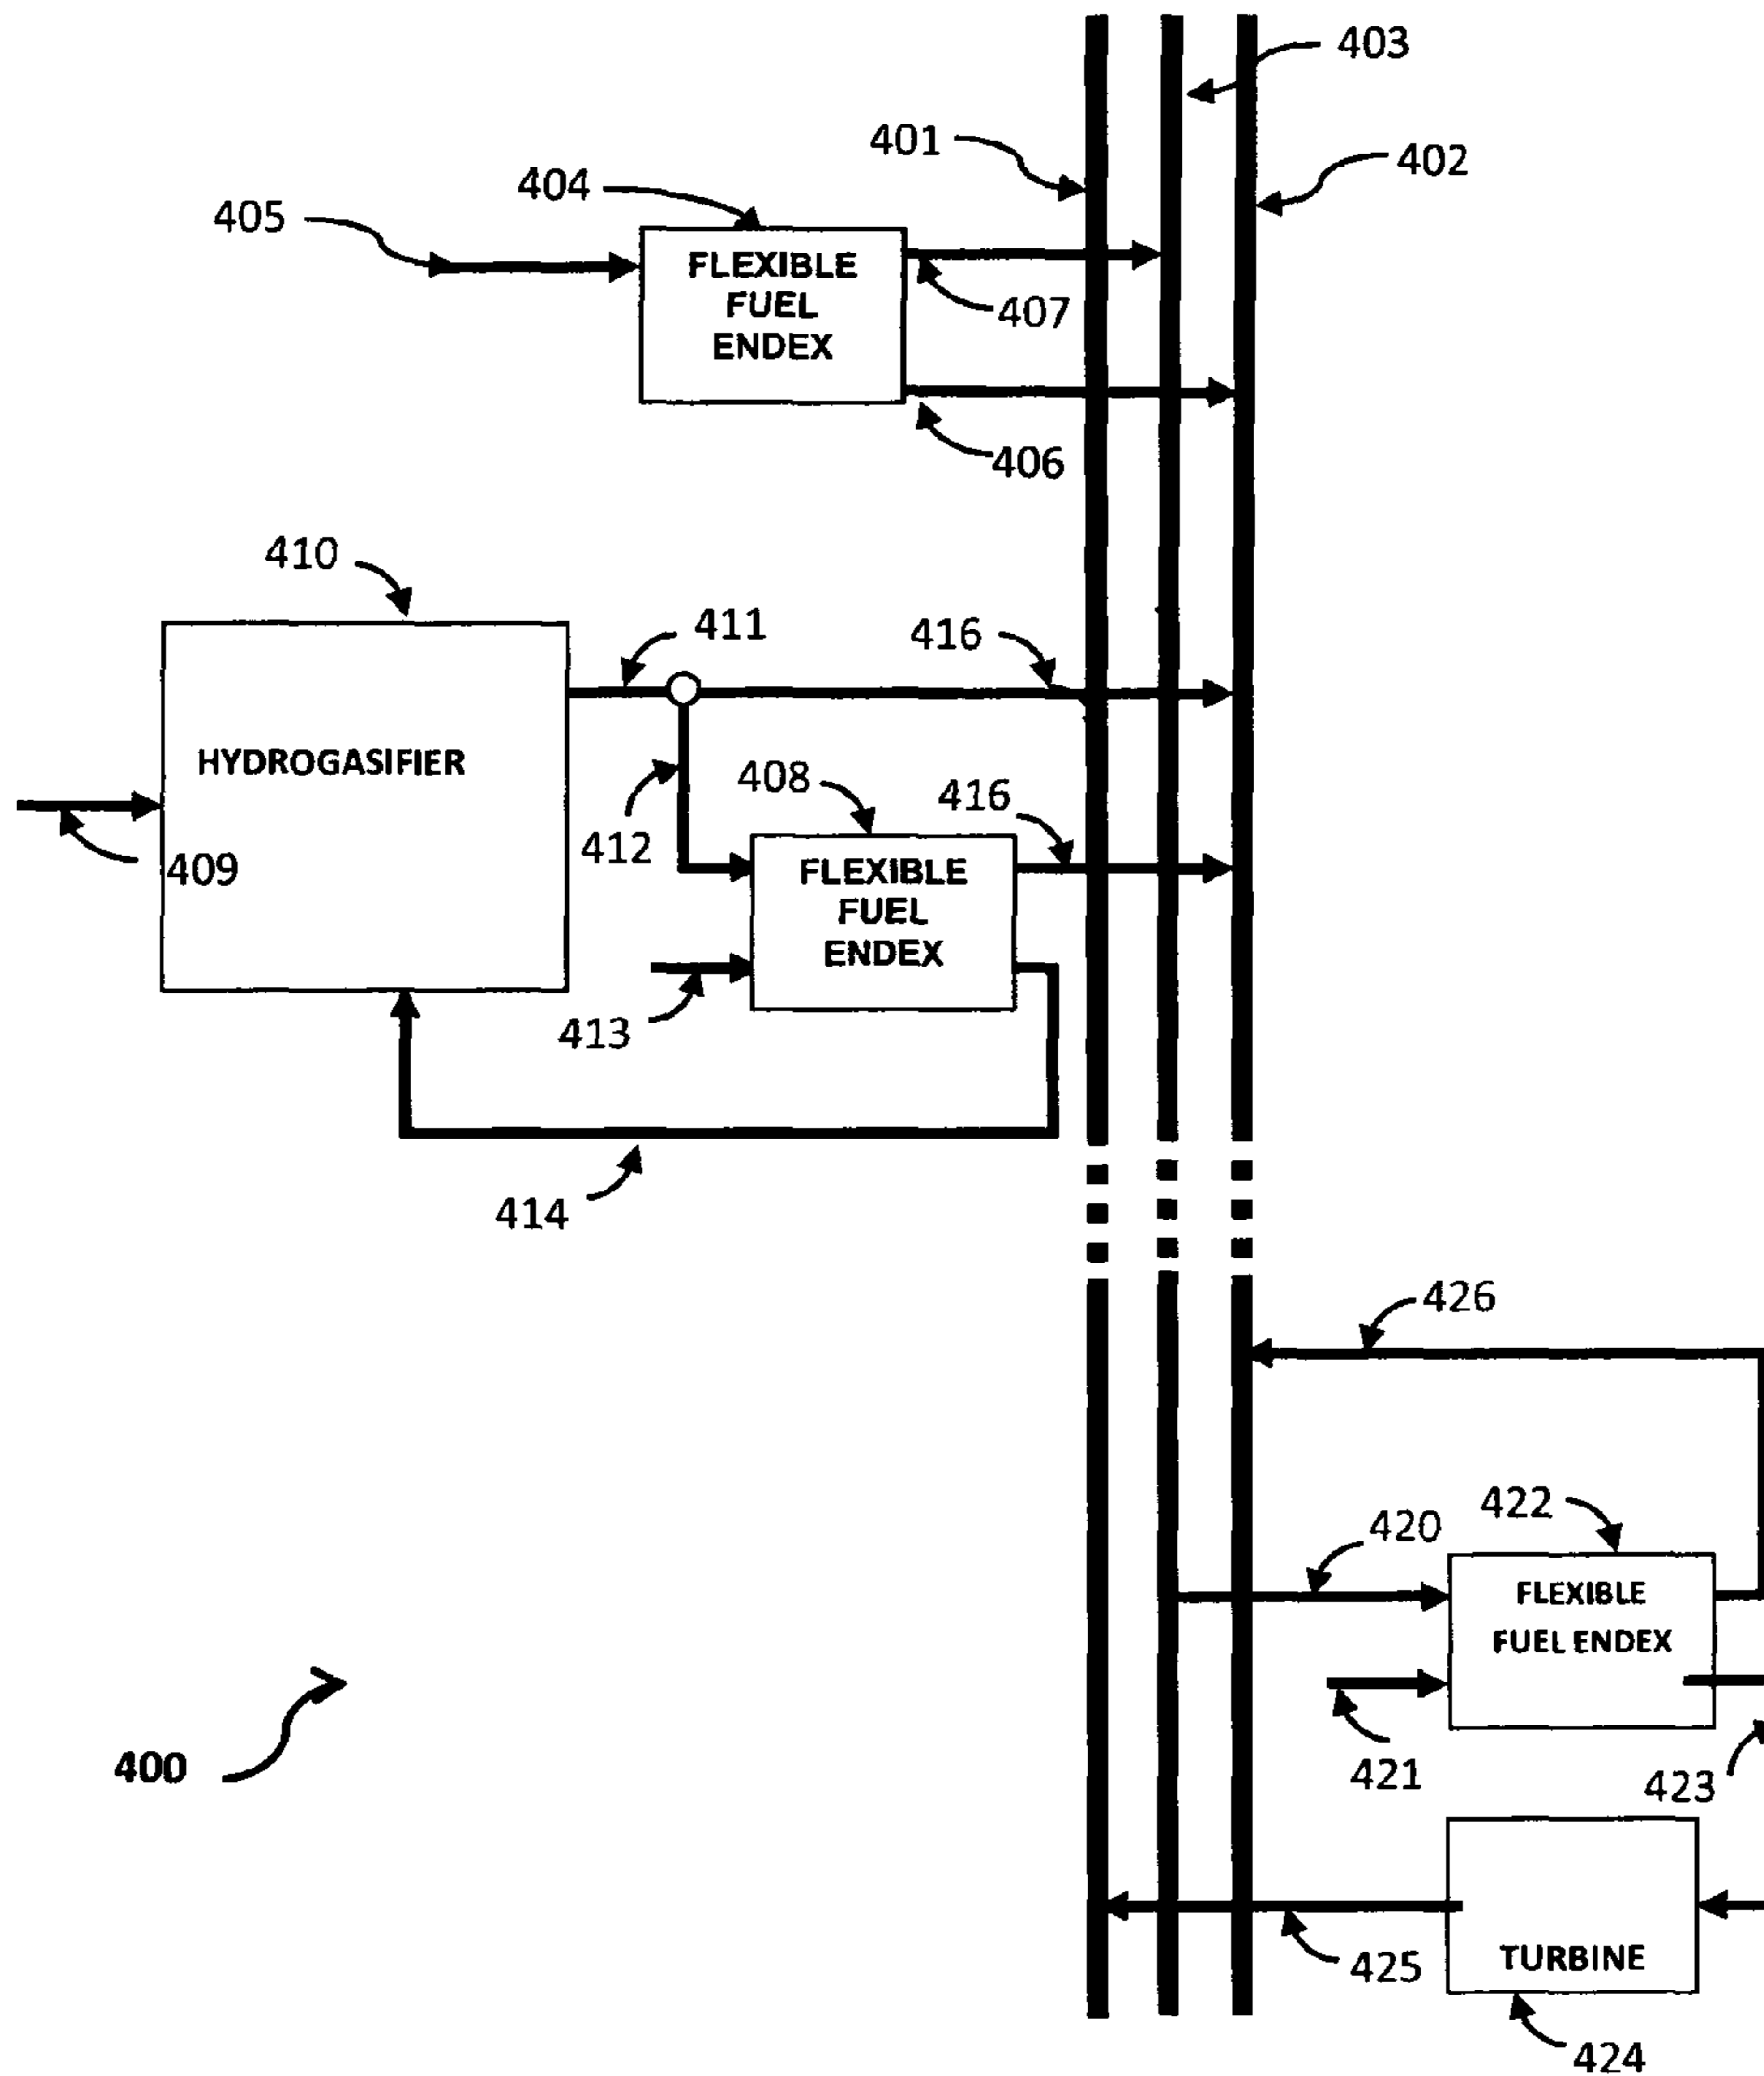 403
401
402
404
405
FLEXIBLE
FUEL
ENDEX
407
406
410
411
416
HYDROGASIFIER
408
416
412
409
FLEXIBLE
FUEL
ENDEX
413
414
426
422
420
FLEXIBLE
FUEL ENDEX
400
421
423
425
TURBINE
424